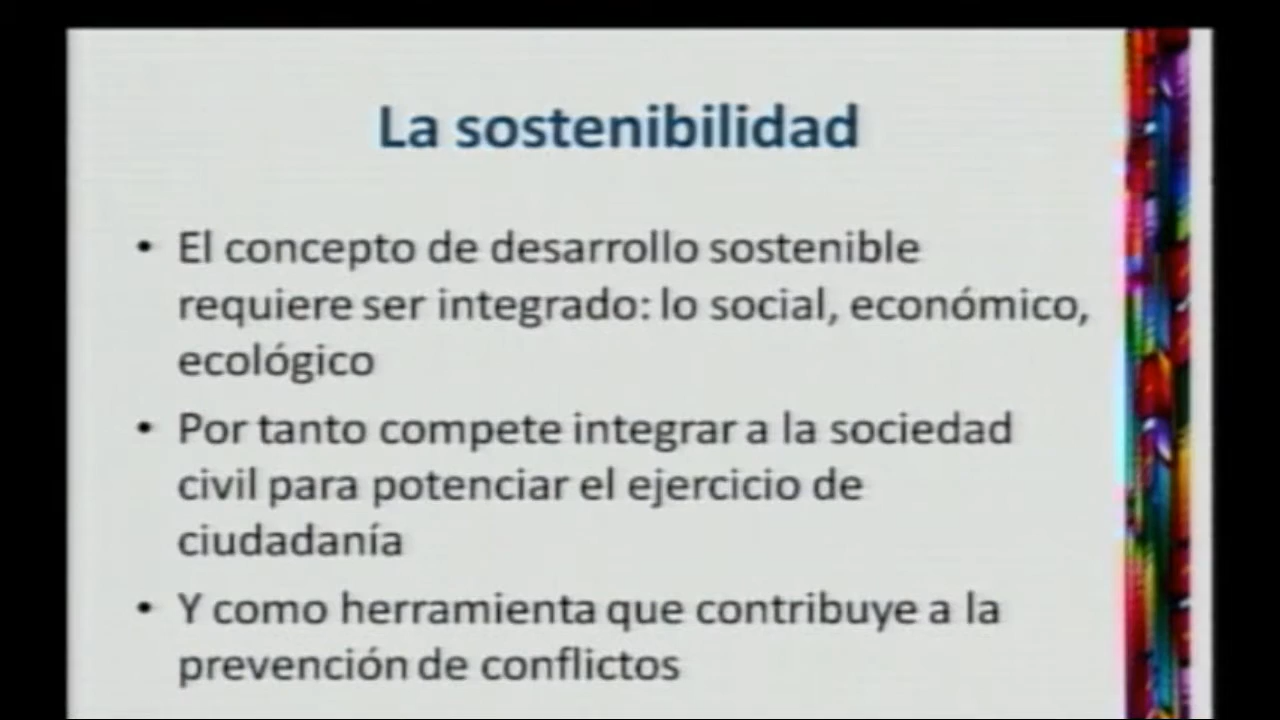 La sostenibilidad
• El concepto de desarrollo sostenible
requiere ser integrado: lo social, económico,
ecológico
• Por tanto compete integrar a la sociedad
civil para potenciar el ejercicio de
ciudadanía
• Y como herramienta que contribuye a la
prevención de conflictos